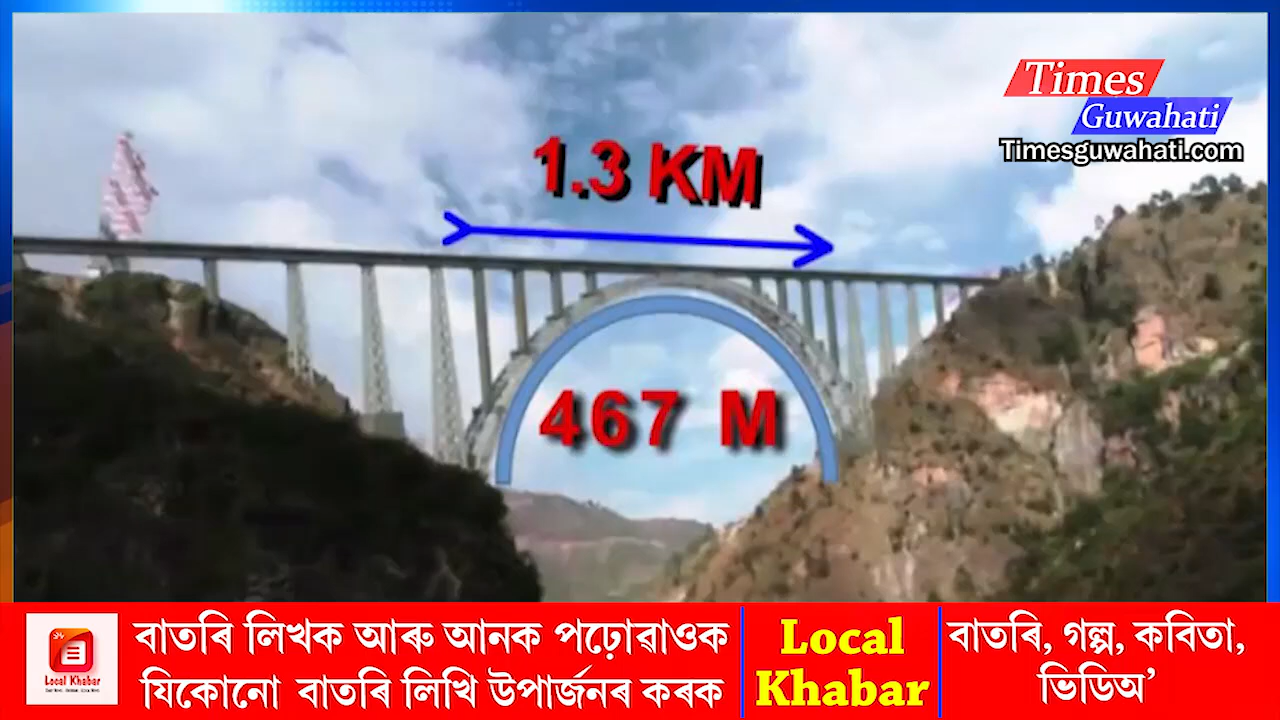 Times
Guwahati
Timesguwahati.com
1.3 KM
467 M
Local Khabar
বাতৰি লিখক আৰু আনক পঢ়োৱাওক
যিকোনো বাতৰি লিখি উপাৰ্জনৰ কৰক
Local
Khabar
বাতৰি, গল্প, কবিতা,
ভিডিঅ’